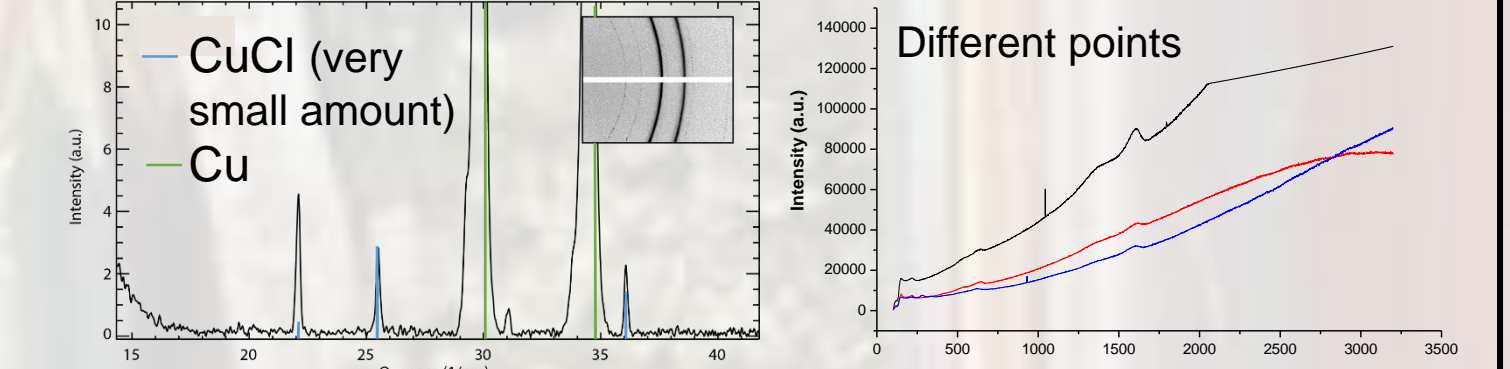 10
8
6
4
2
0
Intensity (a.u.)
CuCl (very
small amount)
Cu
15 20 25 30 35 40
Different points
140000
120000
100000
80000
60000
40000
20000
0
Intensity (a.u.)
0 500 1000 1500 2000 2500 3000 3500